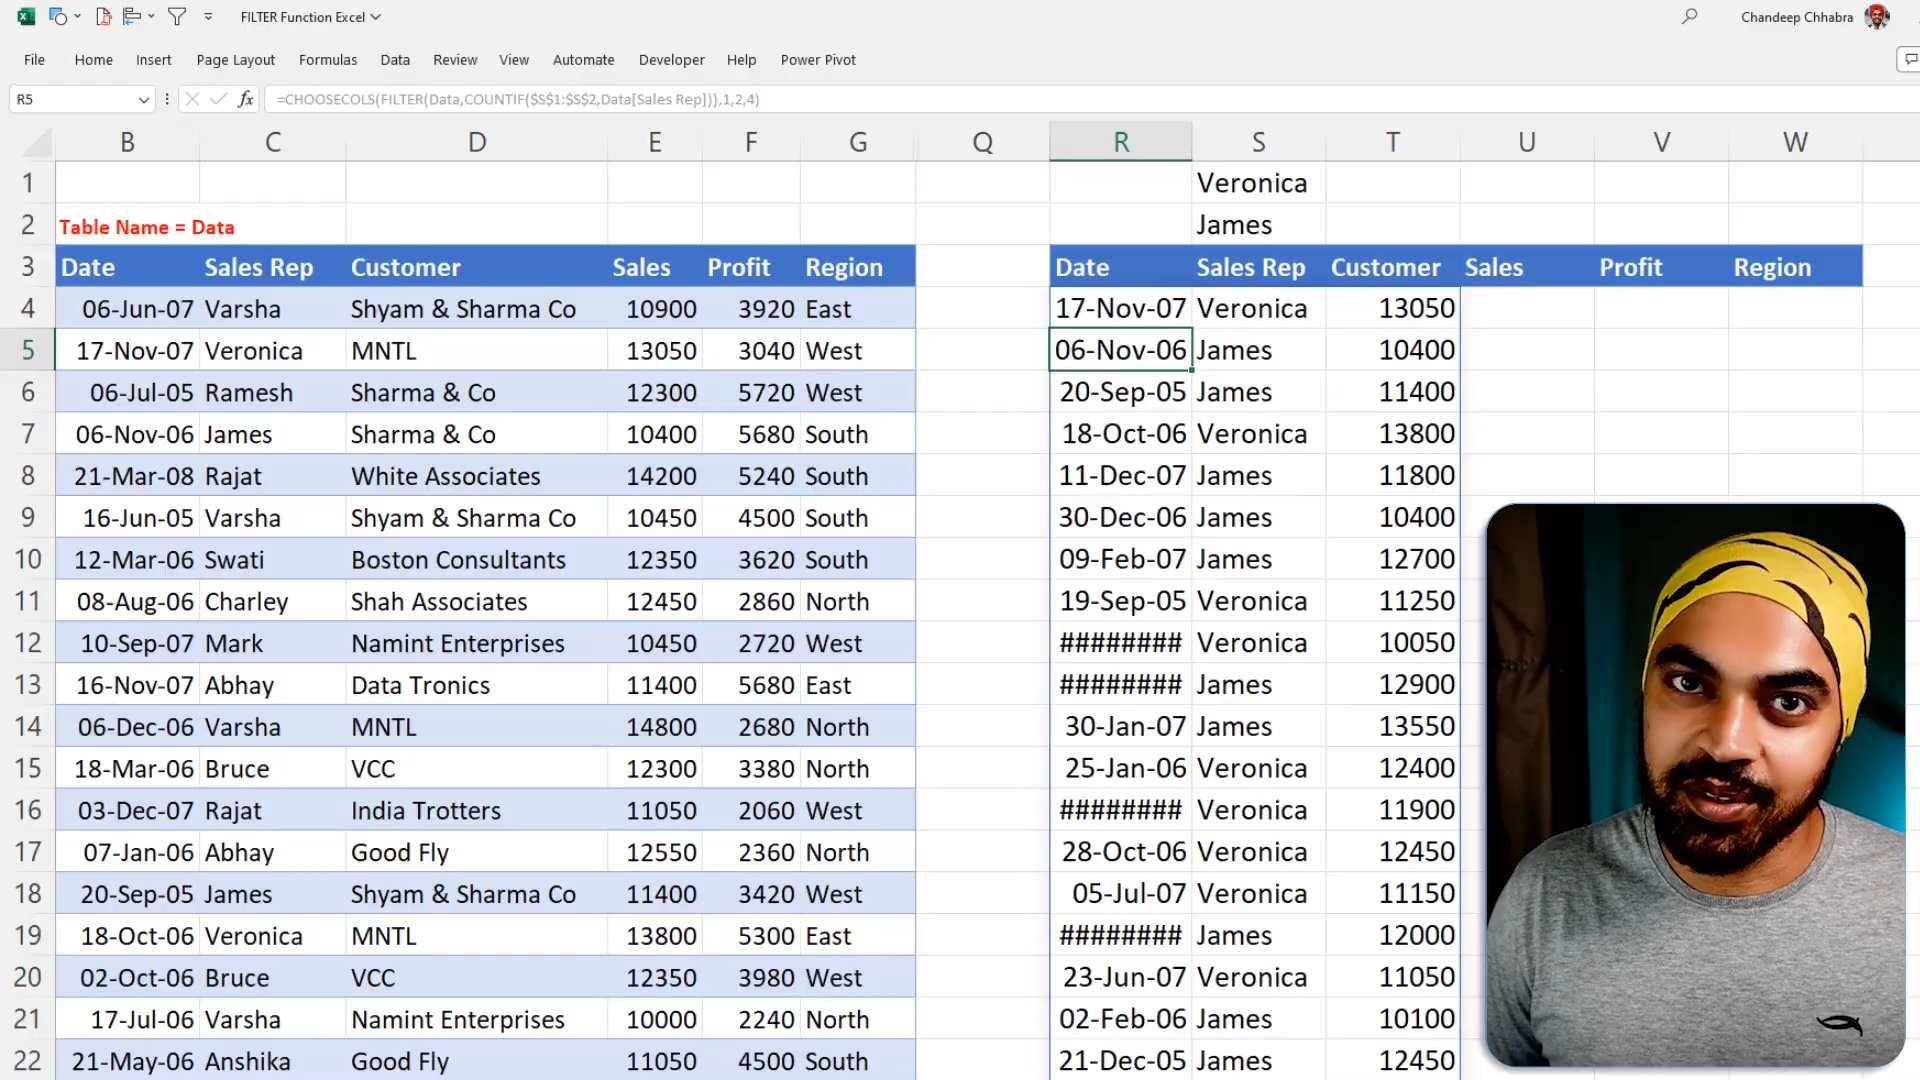 FILTER Function Excel
Chandeep Chhabra
File Home Insert Page Layout Formulas Data Review View Automate Developer Help Power Pivot
R5 fx =CHOOSECOLS(FILTER(Data,COUNTIF($S$1:$S$2,Data[Sales Rep])),1,2,4)
B C D E F G Q R S T U V W
1 Veronica
2 Table Name = Data James
3 Date Sales Rep Customer Sales Profit Region Date Sales Rep Customer Sales Profit Region
4 06-Jun-07 Varsha Shyam & Sharma Co 10900 3920 East 17-Nov-07 Veronica 13050
5 17-Nov-07 Veronica MNTL 13050 3040 West 06-Nov-06 James 10400
6 06-Jul-05 Ramesh Sharma & Co 12300 5720 West 20-Sep-05 James 11400
7 06-Nov-06 James Sharma & Co 10400 5680 South 18-Oct-06 Veronica 13800
8 21-Mar-08 Rajat White Associates 14200 5240 South 11-Dec-07 James 11800
9 16-Jun-05 Varsha Shyam & Sharma Co 10450 4500 South 30-Dec-06 James 10400
10 12-Mar-06 Swati Boston Consultants 12350 3620 South 09-Feb-07 James 12700
11 08-Aug-06 Charley Shah Associates 12450 2860 North 19-Sep-05 Veronica 11250
12 10-Sep-07 Mark Namint Enterprises 10450 2720 West ######## Veronica 10050
13 16-Nov-07 Abhay Data Tronics 11400 5680 East ######## James 12900
14 06-Dec-06 Varsha MNTL 14800 2680 North 30-Jan-07 James 13550
15 18-Mar-06 Bruce VCC 12300 3380 North 25-Jan-06 Veronica 12400
16 03-Dec-07 Rajat India Trotters 11050 2060 West ######## Veronica 11900
17 07-Jan-06 Abhay Good Fly 12550 2360 North 28-Oct-06 Veronica 12450
18 20-Sep-05 James Shyam & Sharma Co 11400 3420 West 05-Jul-07 Veronica 11150
19 18-Oct-06 Veronica MNTL 13800 5300 East ######## James 12000
20 02-Oct-06 Bruce VCC 12350 3980 West 23-Jun-07 Veronica 11050
21 17-Jul-06 Varsha Namint Enterprises 10000 2240 North 02-Feb-06 James 10100
22 21-May-06 Anshika Good Fly 11050 4500 South 21-Dec-05 James 12450